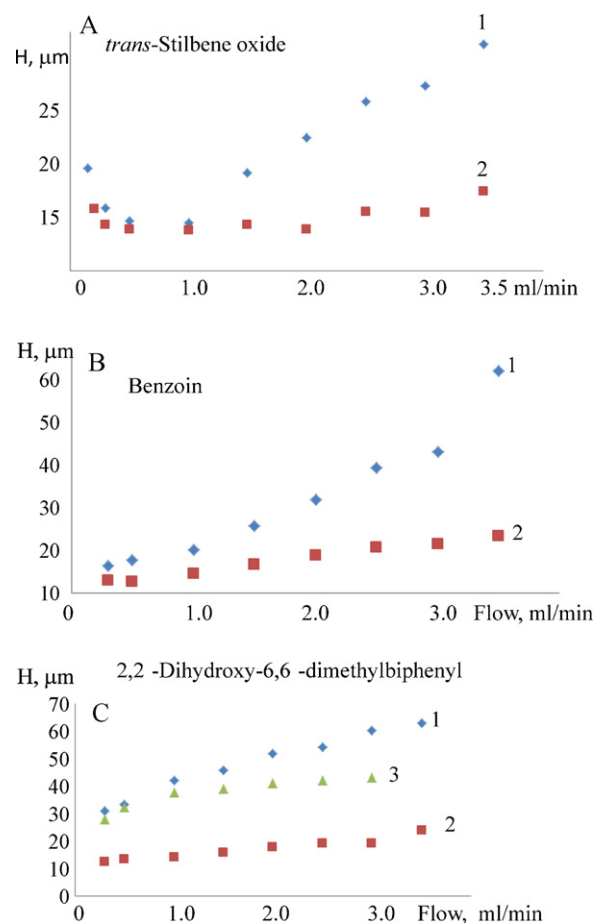 A
trans-Stilbene oxide
1
H, μm
25
20
2
15
0 1.0 2.0 3.0 3.5 ml/min
H, μm
B
1
60
Benzoin
50
40
30
20
2
10
0 1.0 2.0 3.0 Flow, ml/min
2,2 -Dihydroxy-6,6 -dimethylbiphenyl
H, μm
70
C
1
60
50
3
40
30
2
20
10
0
0 1.0 2.0 3.0 Flow, ml/min